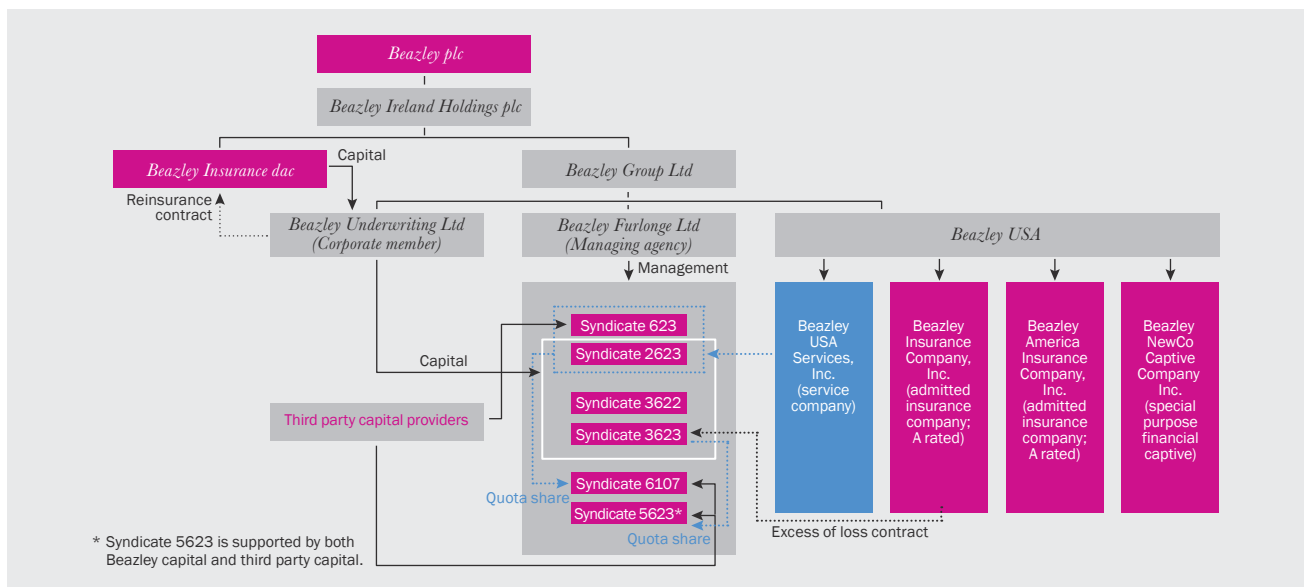 Beazley plc
Beazley Ireland Holdings plc
Capital
Beazley Insurance dac
Beazley Group Ltd
Reinsurance
contract
Beazley Underwriting Ltd
(Corporate member)
Beazley Furlonge Ltd
(Managing agency)
Beazley USA
Management
Syndicate 623
Syndicate 2623
Capital
Syndicate 3622
Third party capital providers
Syndicate 3623
Syndicate 6107
Quota share
Syndicate 5623*
Quota share
Beazley
USA
Services,
Inc.
(service
company)
Beazley
Insurance
Company,
Inc.
(admitted
insurance
company;
A rated)
Beazley
America
Insurance
Company,
Inc.
(admitted
insurance
company;
A rated)
Beazley
NewCo
Captive
Company
Inc.
(special
purpose
financial
captive)
Excess of loss contract
* Syndicate 5623 is supported by both
Beazley capital and third party capital.